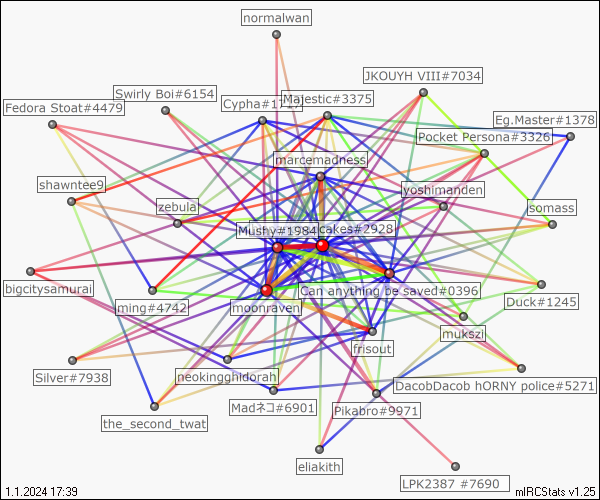 normalwan
JKOUYH VIII#7034
Swirly Boi#6154
Majestic#3375
Fedora Stoat#4479
Cypha#1
Eg.Master#1378
Pocket Persona#3326
marcemadness
shawntee9
yoshimanden
zebulai
somass
Mushy#1984
cakes#2928
bigcitysamurai
Can anything be saved#0396
ming#4742
moonraven
Duck#1245
mukszi
frisout
Silver#7938
neokingghidorah
DacobDacob hORNY police#5271
Madネコ#6901
Pikabro#9971
the_second_twat
eliakith
LPK2387 #7690
1.1.2024 17:39
mIRCStats v1.25